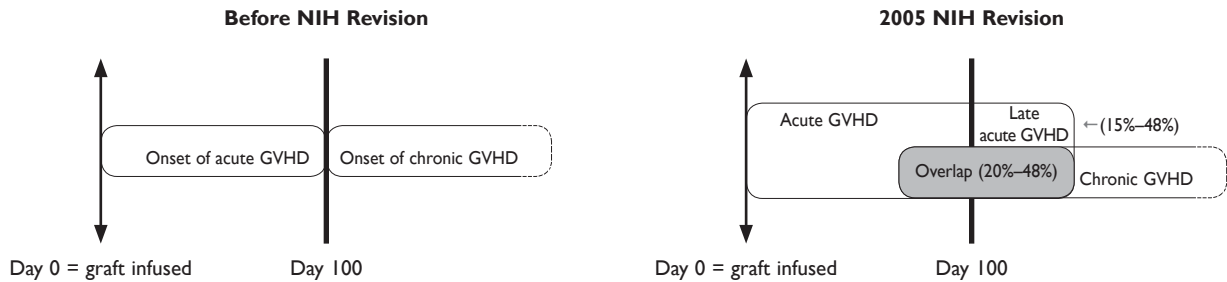 Before NIH Revision
Onset of acute GVHD
Onset of chronic GVHD
Day 0 = graft infused
Day 100
2005 NIH Revision
Acute GVHD
Late
acute GVHD
←(15%–48%)
Overlap (20%–48%)
Chronic GVHD
Day 0 = graft infused
Day 100